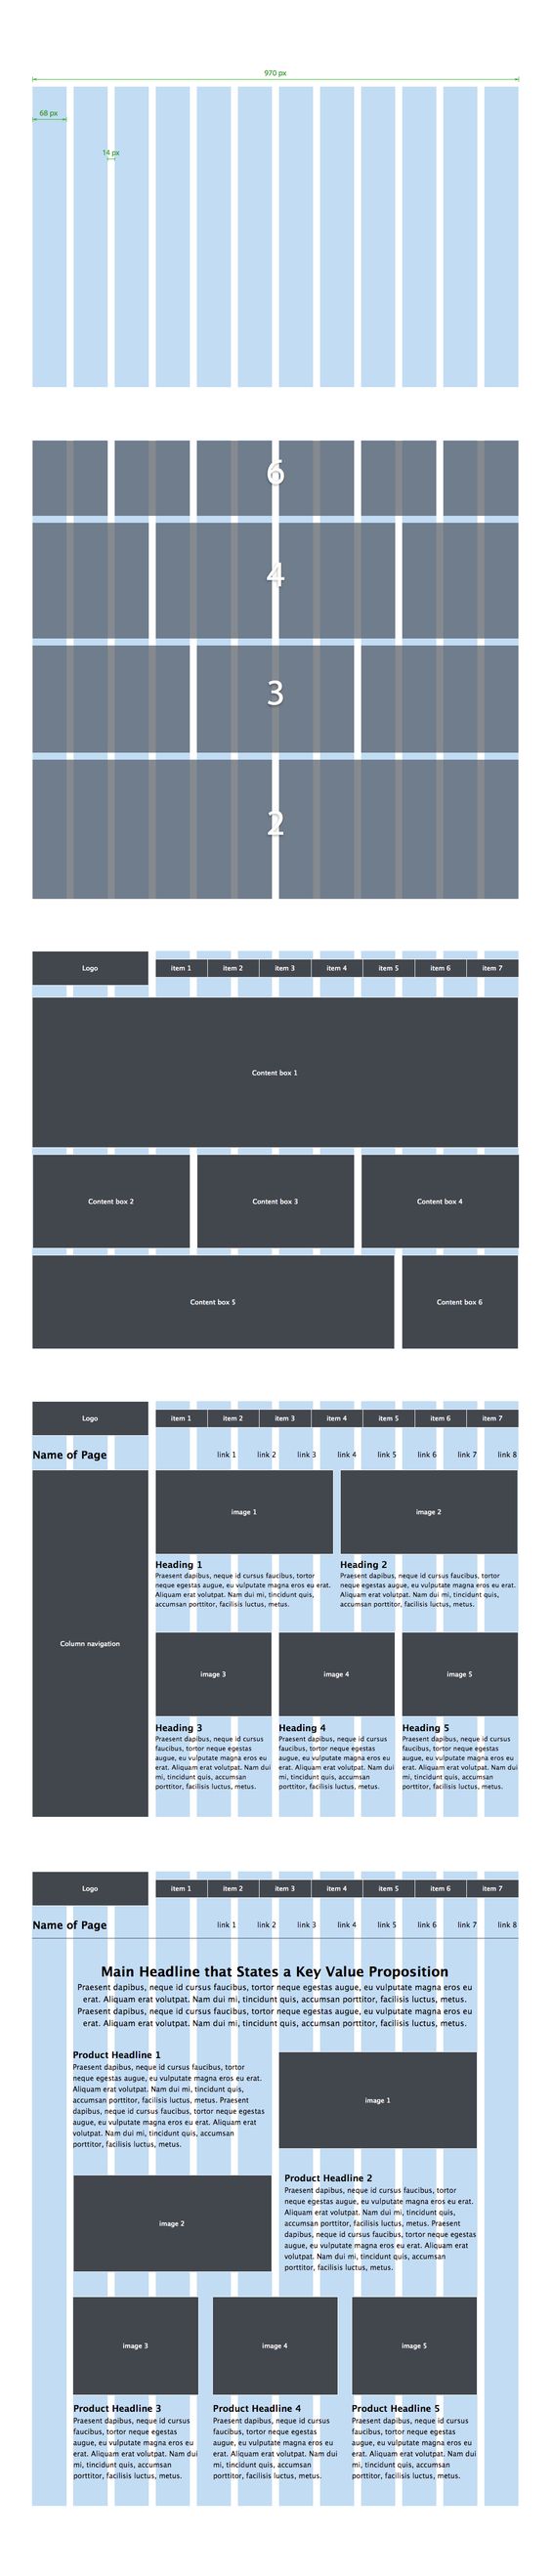 970 px
68 px
14 px
6
4
3
2
Logo
item 1
item 2
item 3
item 4
item 5
item 6
item 7
Content box 1
Content box 2
Content box 3
Content box 4
Content box 5
Content box 6
Logo
item 1
item 2
item 3
item 4
item 5
item 6
item 7
Name of Page
link 1
link 2
link 3
link 4
link 5
link 6
link 7
link 8
Column navigation
image 1
Heading 1
Praesent dapibus, neque id cursus faucibus, tortor
neque egestas augue, eu vulputate magna eros eu erat.
Aliquam erat volutpat. Nam dui mi, tincidunt quis,
accumsan porttitor, facilisis luctus, metus.
image 2
Heading 2
Praesent dapibus, neque id cursus faucibus, tortor
neque egestas augue, eu vulputate magna eros eu erat.
Aliquam erat volutpat. Nam dui mi, tincidunt quis,
accumsan porttitor, facilisis luctus, metus.
image 3
Heading 3
Praesent dapibus, neque id cursus
faucibus, tortor neque egestas
augue, eu vulputate magna eros eu
erat. Aliquam erat volutpat. Nam dui
mi, tincidunt quis, accumsan
porttitor, facilisis luctus, metus.
image 4
Heading 4
Praesent dapibus, neque id cursus
faucibus, tortor neque egestas
augue, eu vulputate magna eros eu
erat. Aliquam erat volutpat. Nam dui
mi, tincidunt quis, accumsan
porttitor, facilisis luctus, metus.
image 5
Heading 5
Praesent dapibus, neque id cursus
faucibus, tortor neque egestas
augue, eu vulputate magna eros eu
erat. Aliquam erat volutpat. Nam dui
mi, tincidunt quis, accumsan
porttitor, facilisis luctus, metus.
Logo
item 1
item 2
item 3
item 4
item 5
item 6
item 7
Name of Page
link 1
link 2
link 3
link 4
link 5
link 6
link 7
link 8
Main Headline that States a Key Value Proposition
Praesent dapibus, neque id cursus faucibus, tortor neque egestas augue, eu vulputate magna eros eu
erat. Aliquam erat volutpat. Nam dui mi, tincidunt quis, accumsan porttitor, facilisis luctus, metus.
Praesent dapibus, neque id cursus faucibus, tortor neque egestas augue, eu vulputate magna eros eu
erat. Aliquam erat volutpat. Nam dui mi, tincidunt quis, accumsan porttitor, facilisis luctus, metus.
Product Headline 1
Praesent dapibus, neque id cursus faucibus, tortor
neque egestas augue, eu vulputate magna eros eu erat.
Aliquam erat volutpat. Nam dui mi, tincidunt quis,
accumsan porttitor, facilisis luctus, metus. Praesent
dapibus, neque id cursus faucibus, tortor neque egestas
augue, eu vulputate magna eros eu erat. Aliquam erat
volutpat. Nam dui mi, tincidunt quis, accumsan
porttitor, facilisis luctus, metus.
image 1
image 2
Product Headline 2
Praesent dapibus, neque id cursus faucibus, tortor
neque egestas augue, eu vulputate magna eros eu erat.
Aliquam erat volutpat. Nam dui mi, tincidunt quis,
accumsan porttitor, facilisis luctus, metus. Praesent
dapibus, neque id cursus faucibus, tortor neque egestas
augue, eu vulputate magna eros eu erat. Aliquam erat
volutpat. Nam dui mi, tincidunt quis, accumsan
porttitor, facilisis luctus, metus.
image 3
Product Headline 3
Praesent dapibus, neque id cursus
faucibus, tortor neque egestas
augue, eu vulputate magna eros eu
erat. Aliquam erat volutpat. Nam dui
mi, tincidunt quis, accumsan
porttitor, facilisis luctus, metus.
image 4
Product Headline 4
Praesent dapibus, neque id cursus
faucibus, tortor neque egestas
augue, eu vulputate magna eros eu
erat. Aliquam erat volutpat. Nam dui
mi, tincidunt quis, accumsan
porttitor, facilisis luctus, metus.
image 5
Product Headline 5
Praesent dapibus, neque id cursus
faucibus, tortor neque egestas
augue, eu vulputate magna eros eu
erat. Aliquam erat volutpat. Nam dui
mi, tincidunt quis, accumsan
porttitor, facilisis luctus, metus.